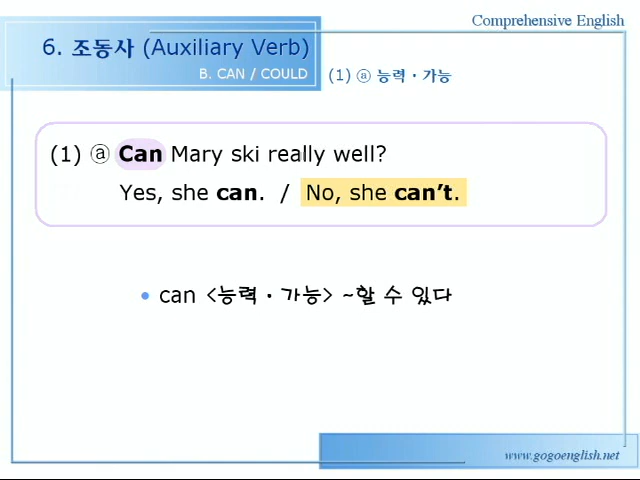 Comprehensive English
6. 조동사 (Auxiliary Verb)
B. CAN / COULD
(1) ⓐ 능력・가능
(1) ⓐ Can Mary ski really well?
Yes, she can. / No, she can't.
• can <능력・가능> ~할 수 있다
www.gogoenglish.net